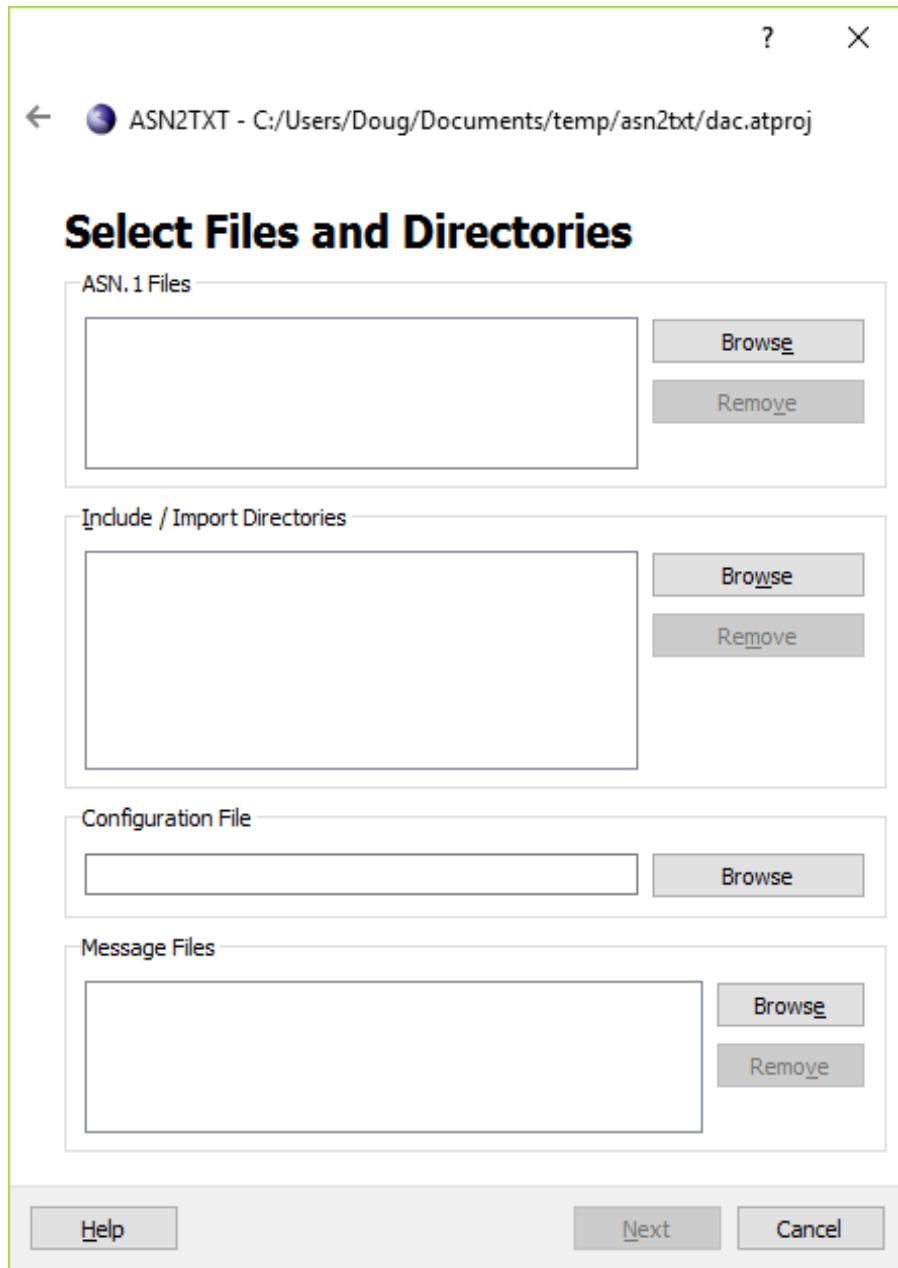 ?
ASN2TXT - C:/Users/Doug/Documents/temp/asn2txt/dac.atproj
Select Files and Directories
ASN.1 Files
Browse
Remove
Include / Import Directories
Browse
Remove
Configuration File
Browse
Message Files
Browse
Remove
Help Next Cancel